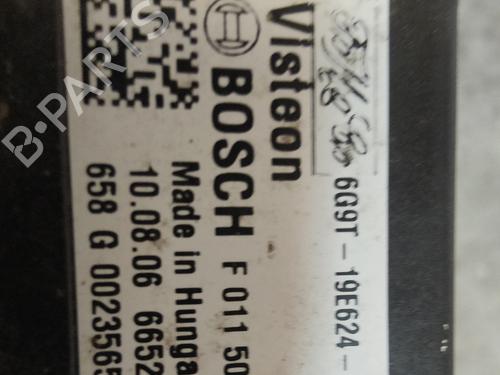 Visteon
6G9T - 19E624 -
BOSCH F 011 50
Made in Hunga
10.08.06 6652
658 G 0023565
B-PARTS